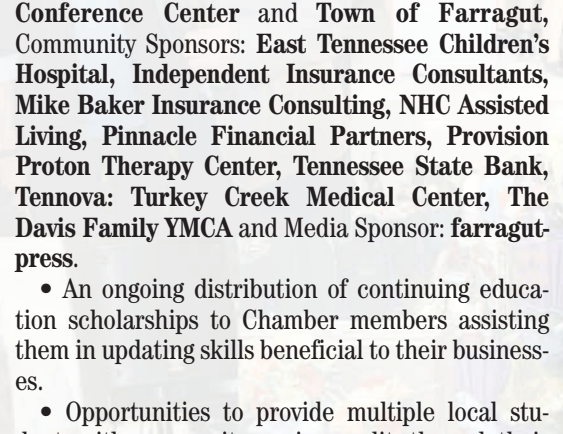 Conference Center and Town of Farragut,
Community Sponsors: East Tennessee Children's
Hospital, Independent Insurance Consultants,
Mike Baker Insurance Consulting, NHC Assisted
Living, Pinnacle Financial Partners, Provision
Proton Therapy Center, Tennessee State Bank,
Tennova: Turkey Creek Medical Center, The
Davis Family YMCA and Media Sponsor: farragut-
press.
• An ongoing distribution of continuing educa-
tion scholarships to Chamber members assisting
them in updating skills beneficial to their business-
es.
• Opportunities to provide multiple local stu-